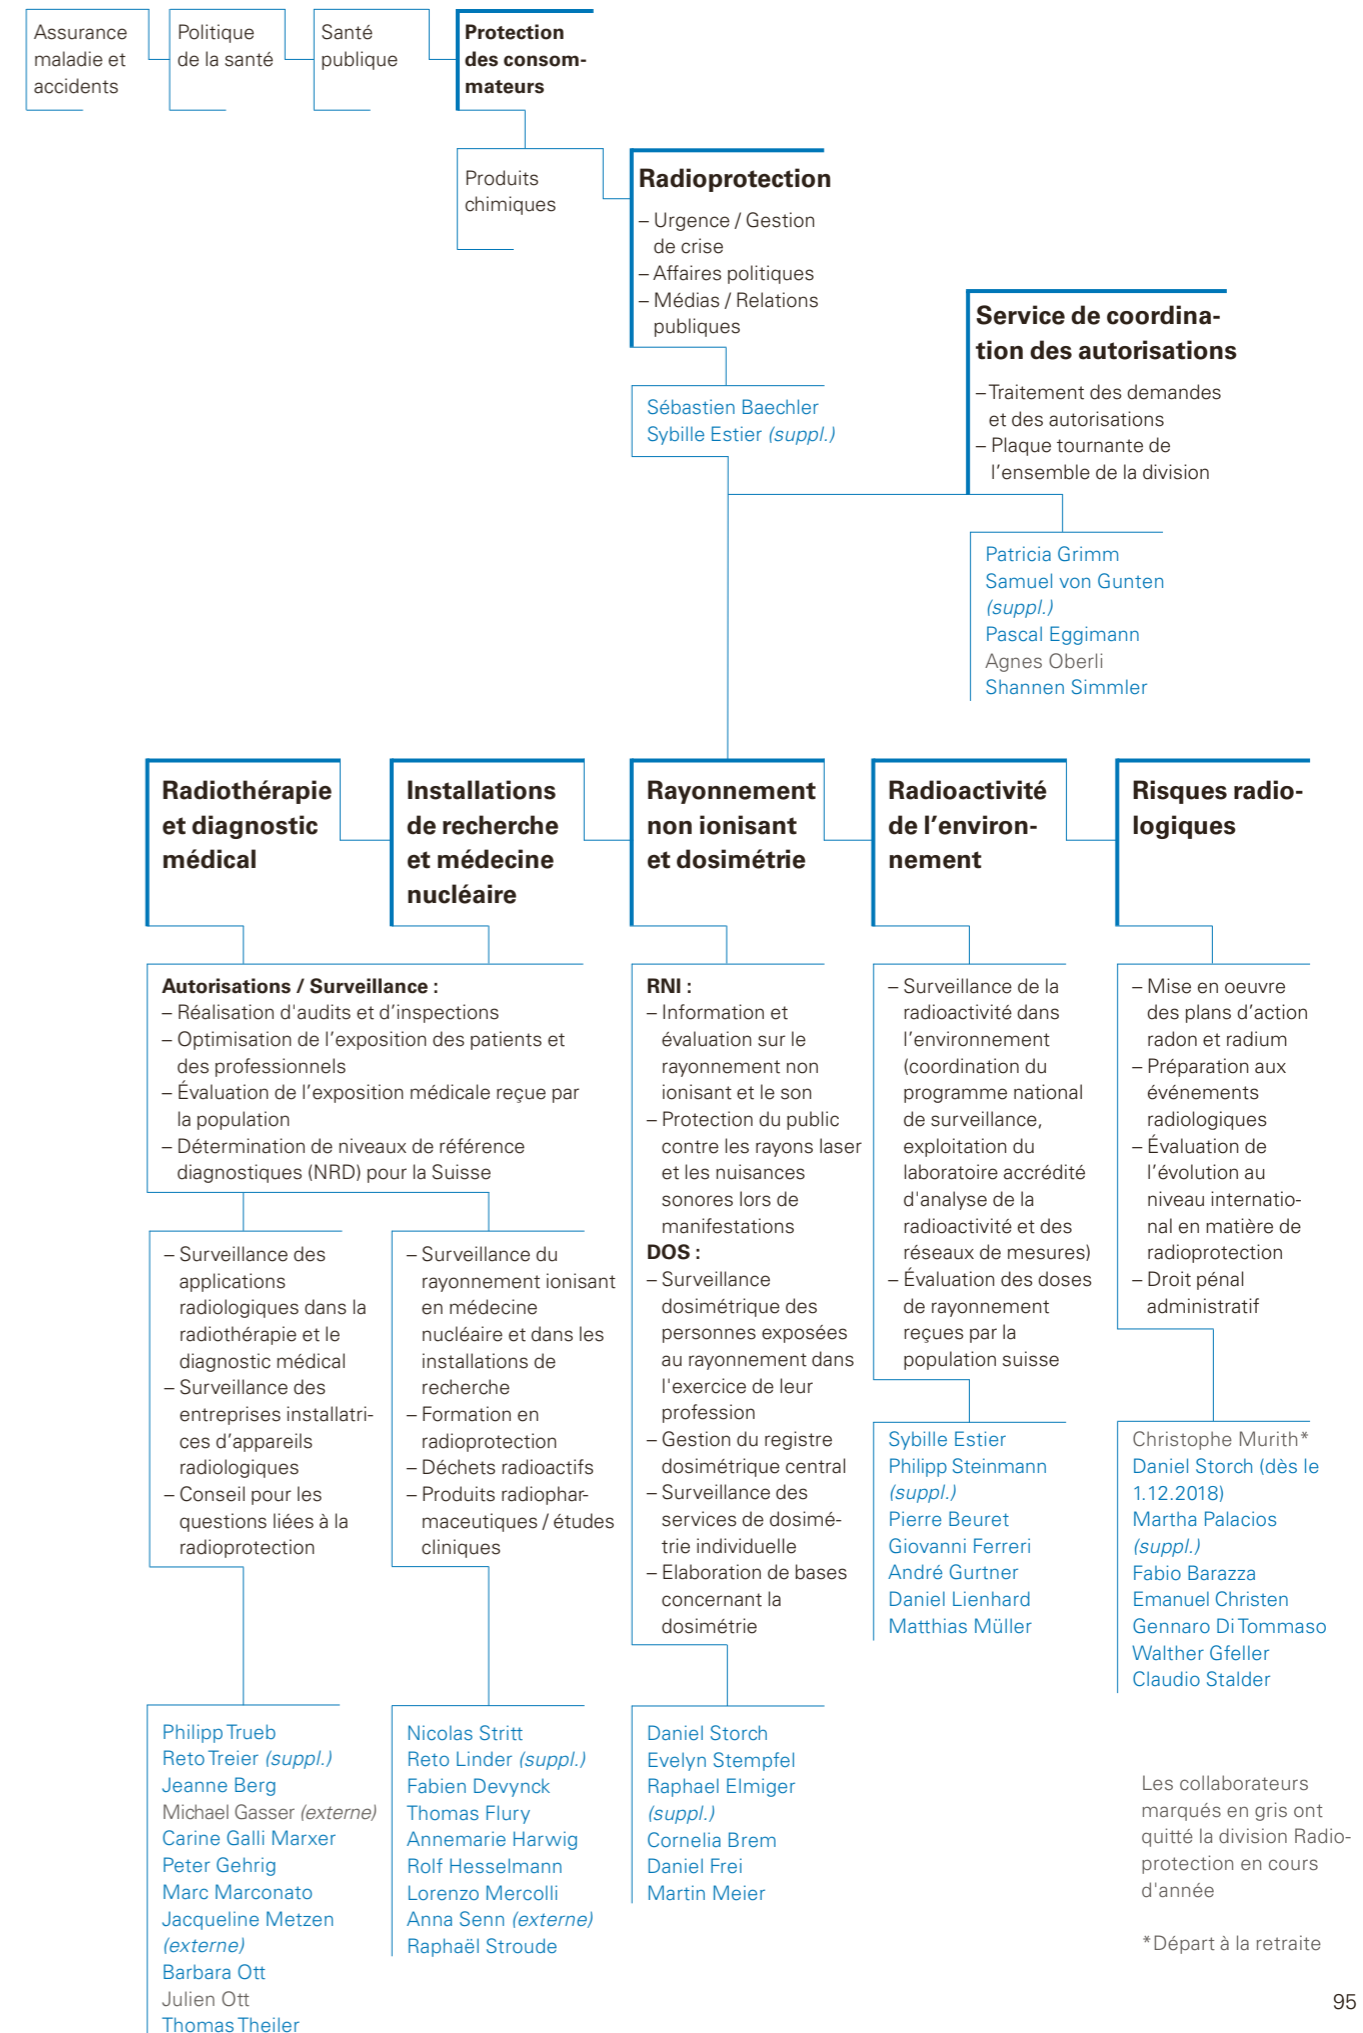 Assurance
maladie et
accidents
Politique
de la santé
Santé
publique
Protection
des consom-
mateurs
Produits
chimiques
Radioprotection
– Urgence / Gestion
de crise
– Affaires politiques
– Médias / Relations
publiques
Sébastien Baechler
Sybille Estier (suppl.)
Service de coordina-
tion des autorisations
– Traitement des demandes
et des autorisations
– Plaque tournante de
l'ensemble de la division
Patricia Grimm
Samuel von Gunten
(suppl.)
Pascal Eggimann
Agnes Oberli
Shannen Simmler
Radiothérapie
et diagnostic
médical
Installations
de recherche
et médecine
nucléaire
Rayonnement
non ionisant
et dosimétrie
Radioactivité
de l'environ-
nement
Risques radio-
logiques
Autorisations / Surveillance :
– Réalisation d'audits et d'inspections
– Optimisation de l'exposition des patients et
des professionnels
– Évaluation de l'exposition médicale reçue par
la population
– Détermination de niveaux de référence
diagnostiques (NRD) pour la Suisse
– Surveillance des
applications
radiologiques dans la
radiothérapie et le
diagnostic médical
– Surveillance des
entreprises installatri-
ces d'appareils
radiologiques
– Conseil pour les
questions liées à la
radioprotection
– Surveillance du
rayonnement ionisant
en médecine
nucléaire et dans les
installations de
recherche
– Formation en
radioprotection
– Déchets radioactifs
– Produits radiophar-
maceutiques / études
cliniques
RNI :
– Information et
évaluation sur le
rayonnement non
ionisant et le son
– Protection du public
contre les rayons laser
et les nuisances
sonores lors de
manifestations
DOS :
– Surveillance
dosimétrique des
personnes exposées
au rayonnement dans
l'exercice de leur
profession
– Gestion du registre
dosimétrique central
– Surveillance des
services de dosimé-
trie individuelle
– Elaboration de bases
concernant la
dosimétrie
– Surveillance de la
radioactivité dans
l'environnement
(coordination du
programme national
de surveillance,
exploitation du
laboratoire accrédité
d'analyse de la
radioactivité et des
réseaux de mesures)
– Évaluation des doses
de rayonnement
reçues par la
population suisse
– Mise en oeuvre
des plans d'action
radon et radium
– Préparation aux
événements
radiologiques
– Évaluation de
l'évolution au
niveau internatio-
nal en matière de
radioprotection
– Droit pénal
administratif
Philipp Trueb
Reto Treier (suppl.)
Jeanne Berg
Michael Gasser (externe)
Carine Galli Marxer
Peter Gehrig
Marc Marconato
Jacqueline Metzen
(externe)
Barbara Ott
Julien Ott
Thomas Theiler
Nicolas Stritt
Reto Linder (suppl.)
Fabien Devynck
Thomas Flury
Annemarie Harwig
Rolf Hesselmann
Lorenzo Mercolli
Anna Senn (externe)
Raphaël Stroude
Daniel Storch
Evelyn Stempfel
Raphael Elmiger
(suppl.)
Cornelia Brem
Daniel Frei
Martin Meier
Sybille Estier
Philipp Steinmann
(suppl.)
Pierre Beuret
Giovanni Ferreri
André Gurtner
Daniel Lienhard
Matthias Müller
Christophe Murith*
Daniel Storch (dès le
1.12.2018)
Martha Palacios
(suppl.)
Fabio Barazza
Emanuel Christen
Gennaro Di Tommaso
Walther Gfeller
Claudio Stalder
Les collaborateurs
marqués en gris ont
quitté la division Radio-
protection en cours
d'année
*Départ à la retraite
95